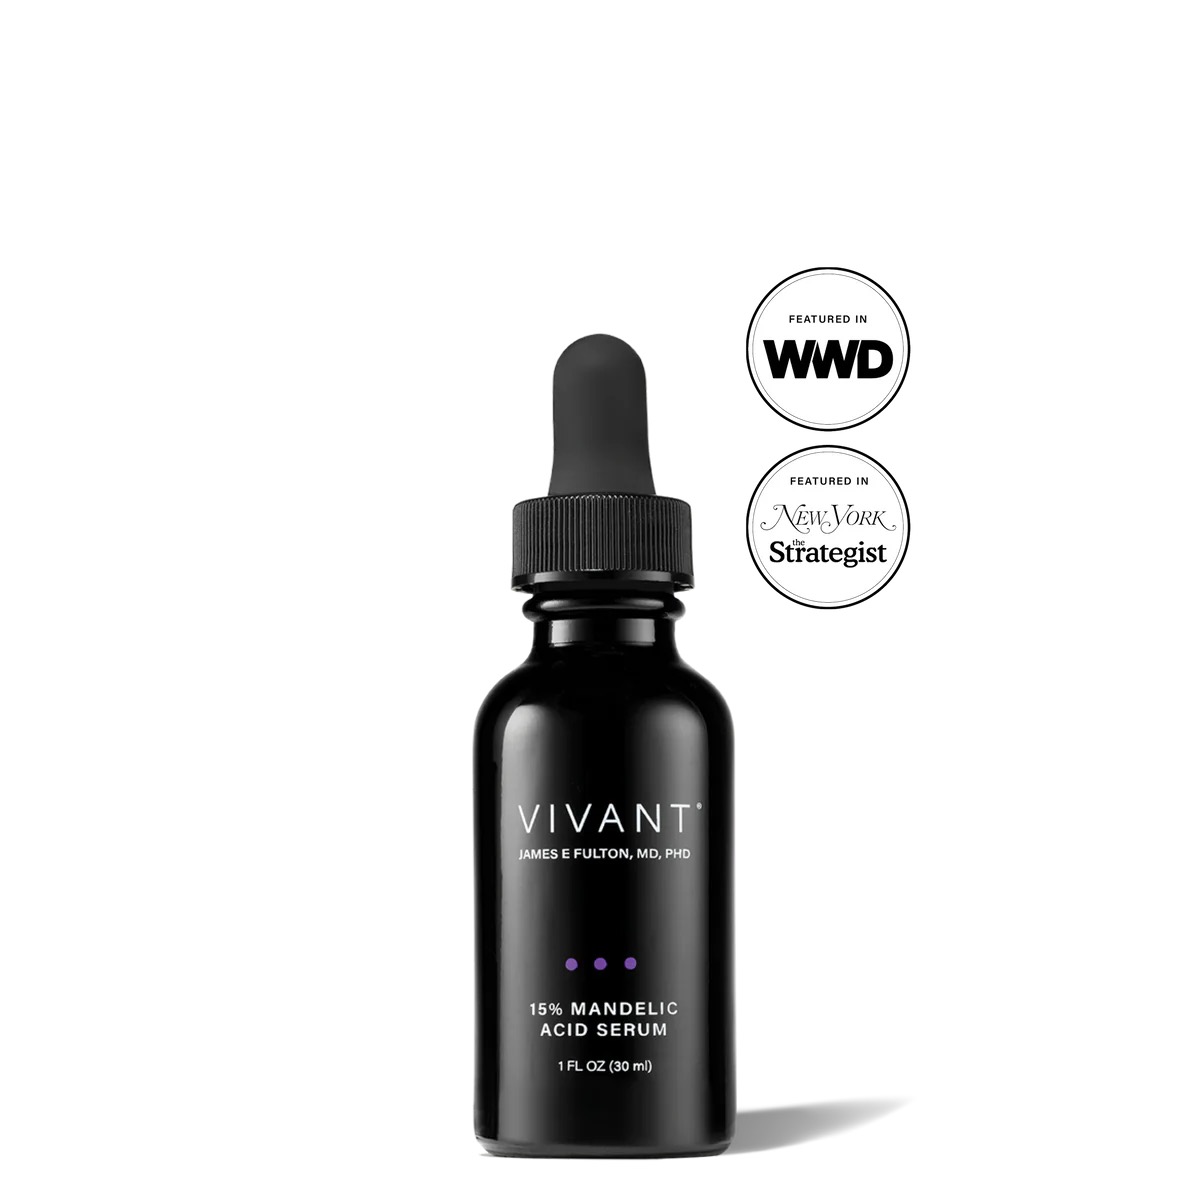 FEATURED IN
WWD
FEATURED IN
NEW YORK
the
Strategist
VIVANT®
JAMES E FULTON, MD, PHD
15% MANDELIC
ACID SERUM
1 FL OZ (30 ml)